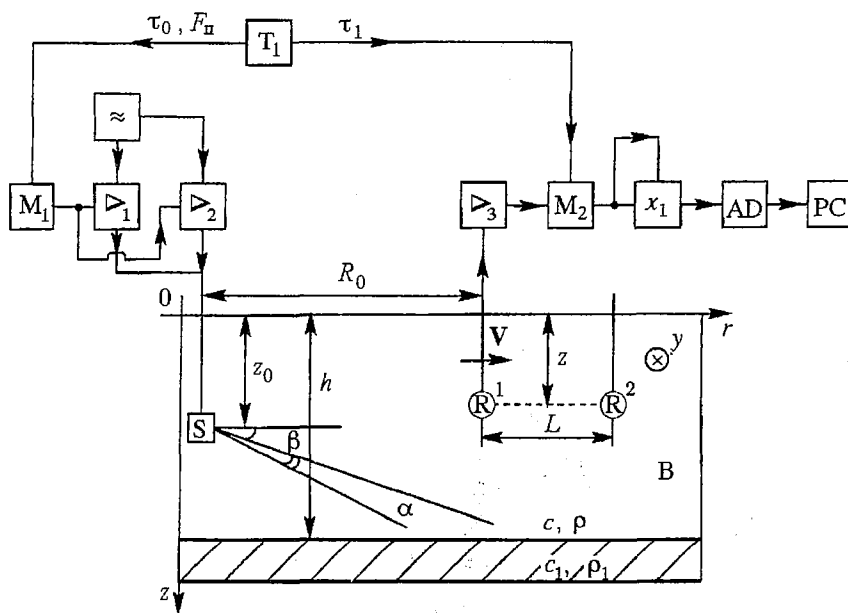 τ₀ , Fп
T₁
τ₁
≈
M₁
▷₁
▷₂
▷₃
M₂
x₁
AD
PC
R₀
0
r
V
z₀
h
z
y
R 1
R 2
S
L
β
α
B
c, ρ
c₁, ρ₁
z